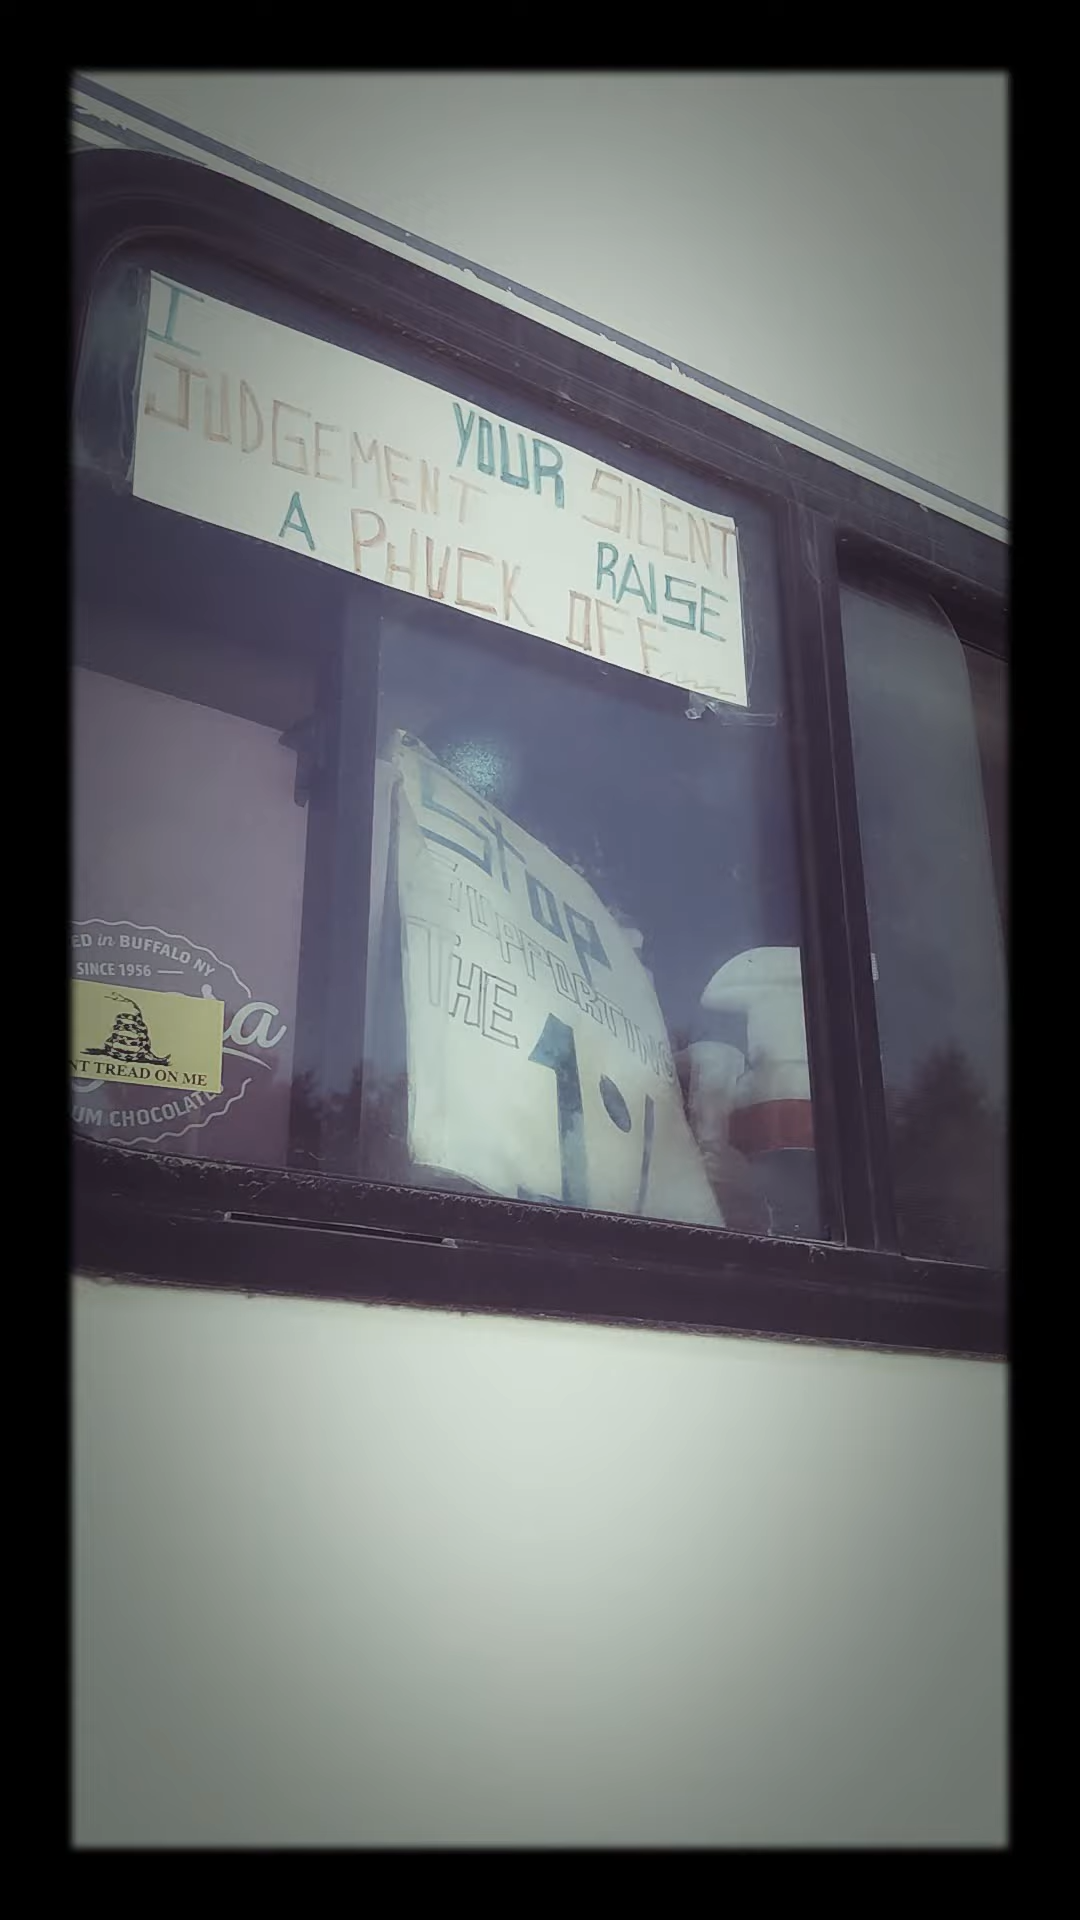 I
YOUR SILENT
JUDGEMENT
RAISE
A PHUCK OFF
Stop
SUPPORTING
THE
1%
ED in BUFFALO NY
SINCE 1956
NT TREAD ON ME
UM CHOCOLATE